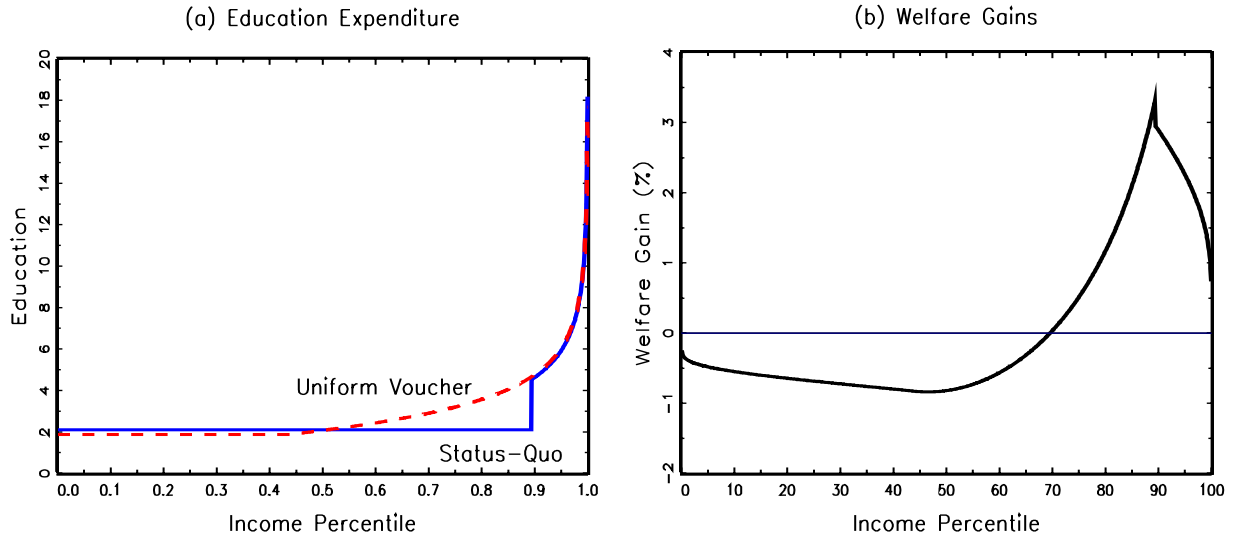 (a) Education Expenditure
20
18
16
14
12
10
8
6
4
2
0
Education
Uniform Voucher
Status-Quo
0.0 0.1 0.2 0.3 0.4 0.5 0.6 0.7 0.8 0.9 1.0
Income Percentile
(b) Welfare Gains
4
3
2
1
0
-1
-2
Welfare Gain (%)
0 10 20 30 40 50 60 70 80 90 100
Income Percentile